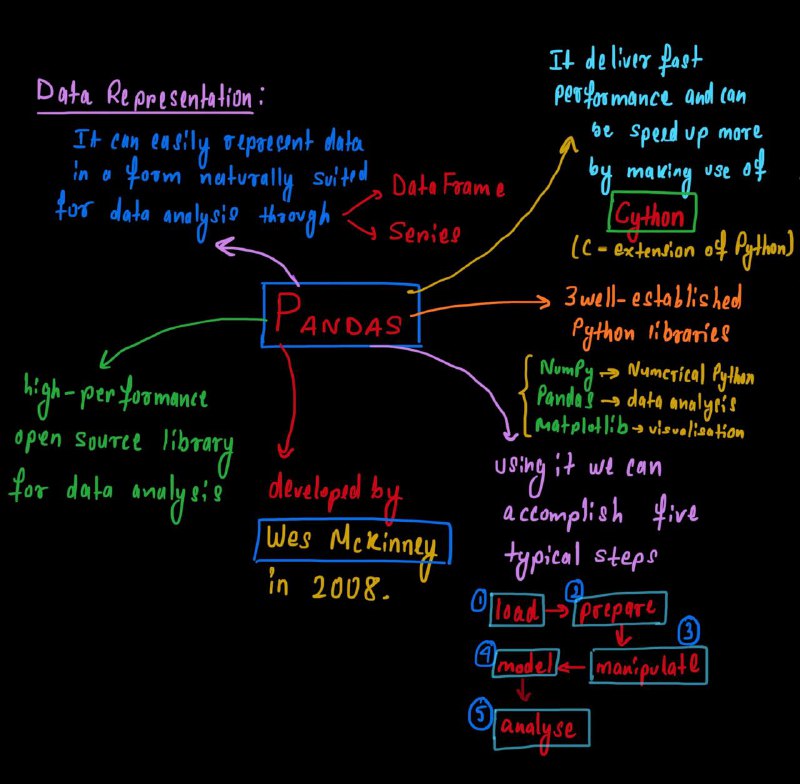 Data Representation:
It can easily represent data
in a form naturally suited
for data analysis through
DataFrame
Series
It deliver fast
performance and can
be speed up more
by making use of
Cython
(C-extension of Python)
PANDAS
3 well-established
Python libraries
NumPy → Numerical Python
Pandas → data analysis
matplotlib → visualisation
high-performance
open source library
for data analysis
developed by
Wes McKinney
in 2008.
using it we can
accomplish five
typical steps
① load → ② prepare
③ manipulate
④ model
⑤ analyse